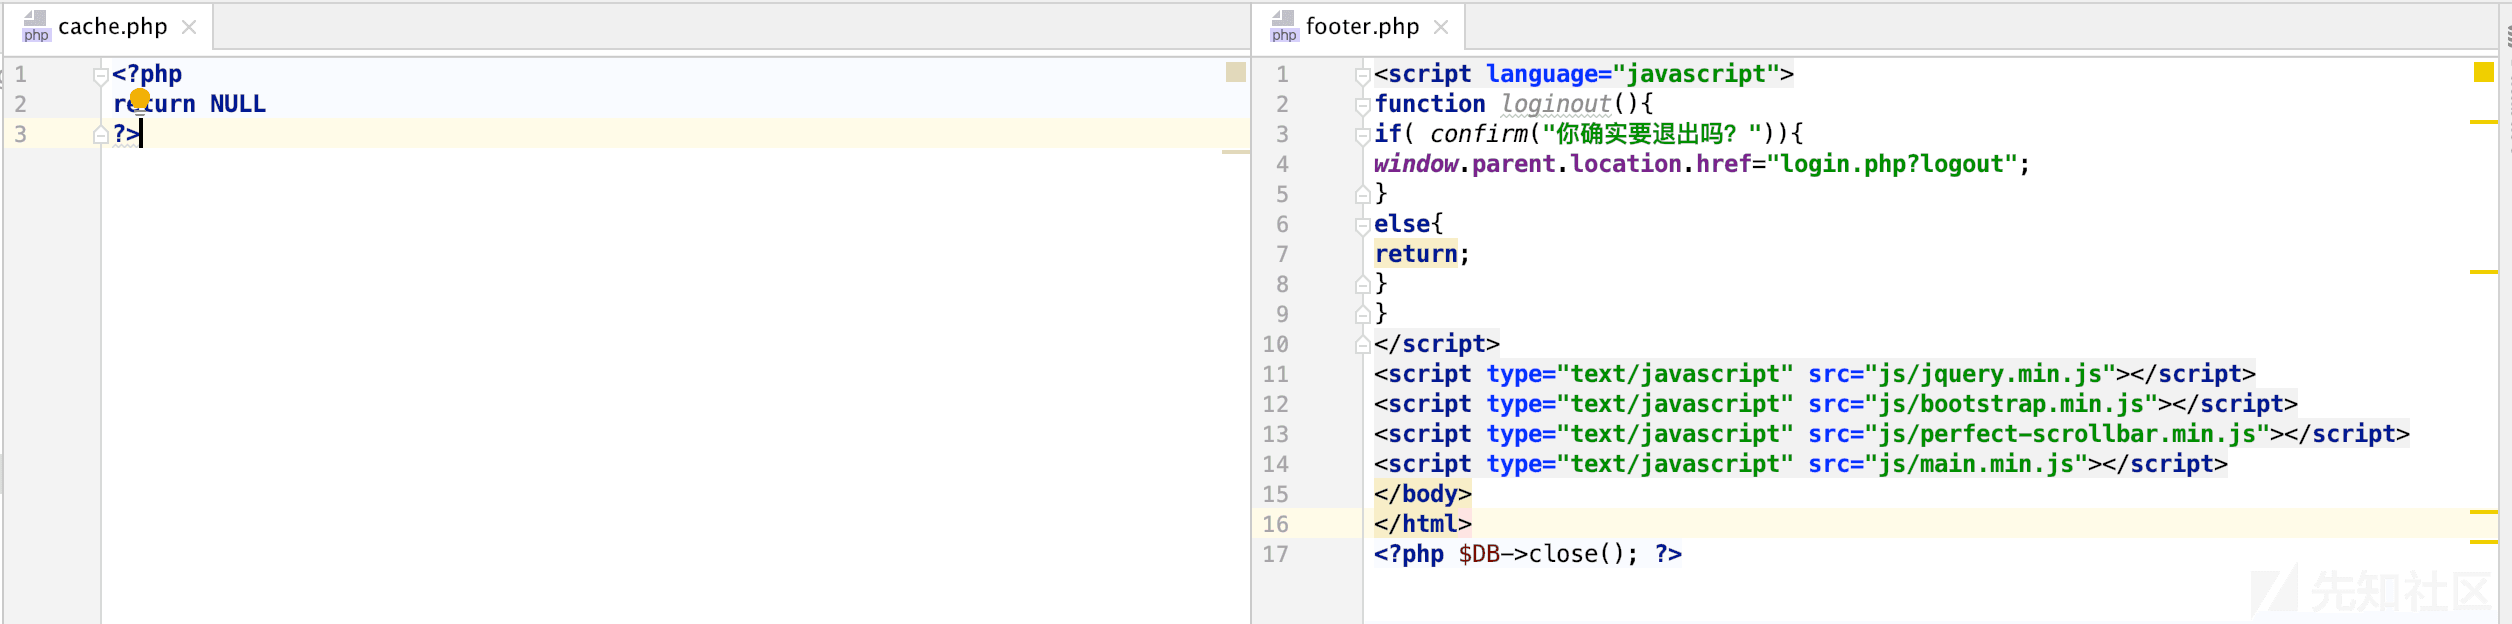 php cache.php
1 <?php
2 return NULL
3 ?>
php footer.php
1 <script language="javascript">
2 function loginout(){
3 if( confirm("你确实要退出吗？")){
4 window.parent.location.href="login.php?logout";
5 }
6 else{
7 return;
8 }
9 }
10 </script>
11 <script type="text/javascript" src="js/jquery.min.js"></script>
12 <script type="text/javascript" src="js/bootstrap.min.js"></script>
13 <script type="text/javascript" src="js/perfect-scrollbar.min.js"></script>
14 <script type="text/javascript" src="js/main.min.js"></script>
15 </body>
16 </html>
17 <?php $DB->close(); ?>
先知社区